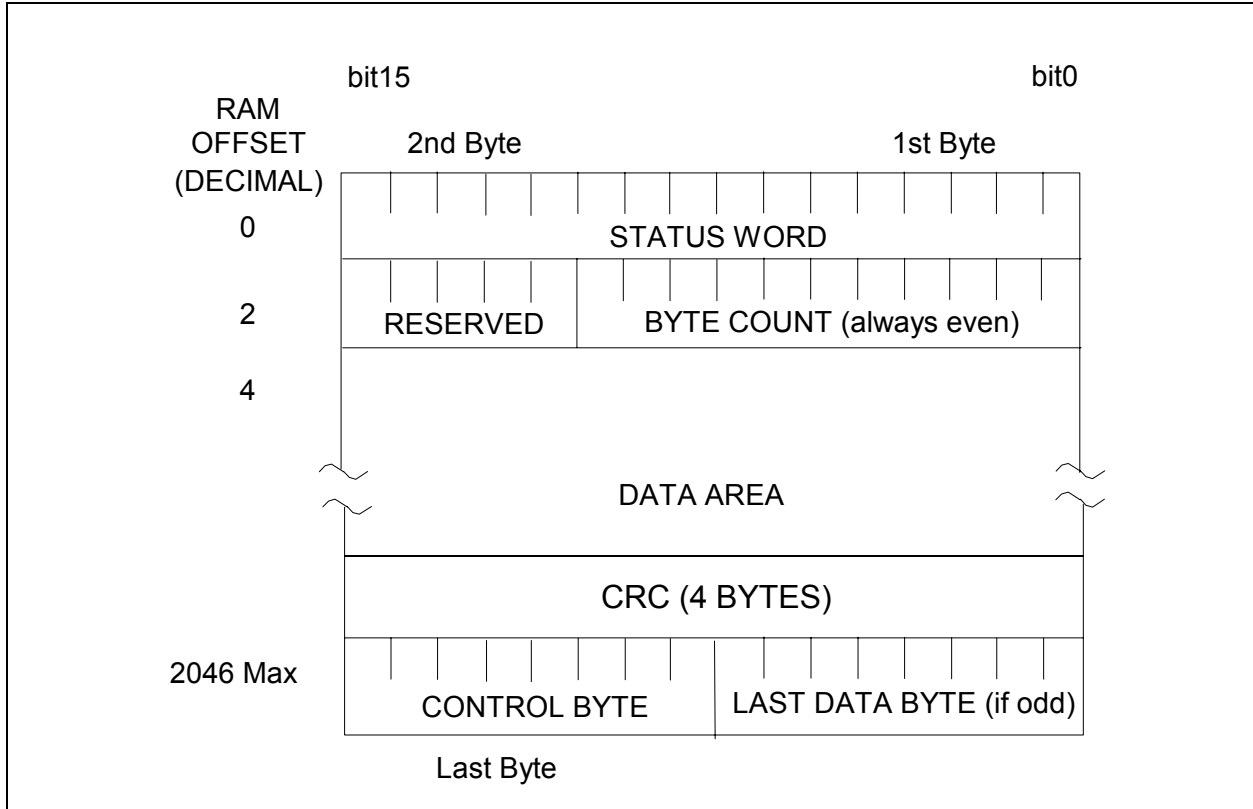 bit15 bit0
RAM
OFFSET
(DECIMAL)
2nd Byte 1st Byte
0
STATUS WORD
2
RESERVED BYTE COUNT (always even)
4
DATA AREA
CRC (4 BYTES)
2046 Max
CONTROL BYTE LAST DATA BYTE (if odd)
Last Byte